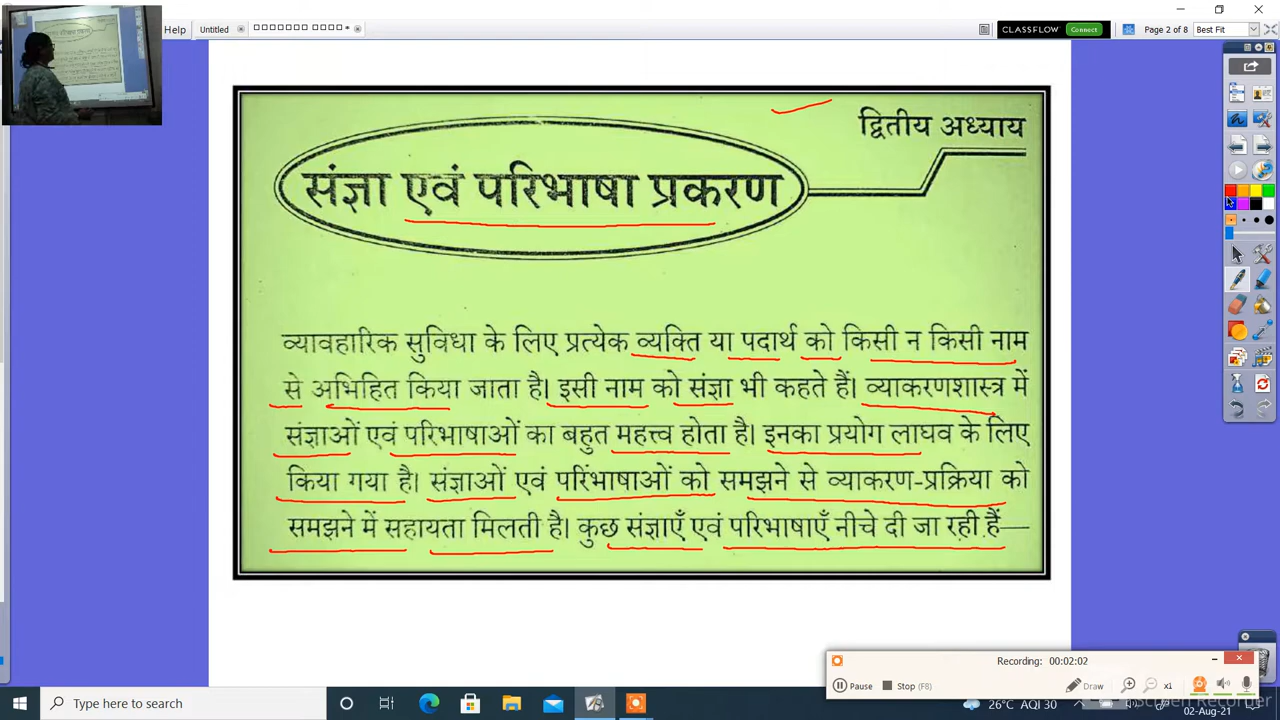 Help
Untitled
CLASSFLOW Connect
Page 2 of 8
Best Fit
द्वितीय अध्याय
संज्ञा एवं परिभाषा प्रकरण
व्यावहारिक सुविधा के लिए प्रत्येक व्यक्ति या पदार्थ को किसी न किसी नाम
से अभिहित किया जाता है। इसी नाम को संज्ञा भी कहते हैं। व्याकरणशास्त्र में
संज्ञाओं एवं परिभाषाओं का बहुत महत्त्व होता है। इनका प्रयोग लाघव के लिए
किया गया है। संज्ञाओं एवं परिभाषाओं को समझने से व्याकरण-प्रक्रिया को
समझने में सहायता मिलती है। कुछ संज्ञाएँ एवं परिभाषाएँ नीचे दी जा रही हैं—
Recording: 00:02:02
Pause Stop (F8) Draw x1
Type here to search
26°C AQI 30
02-Aug-21